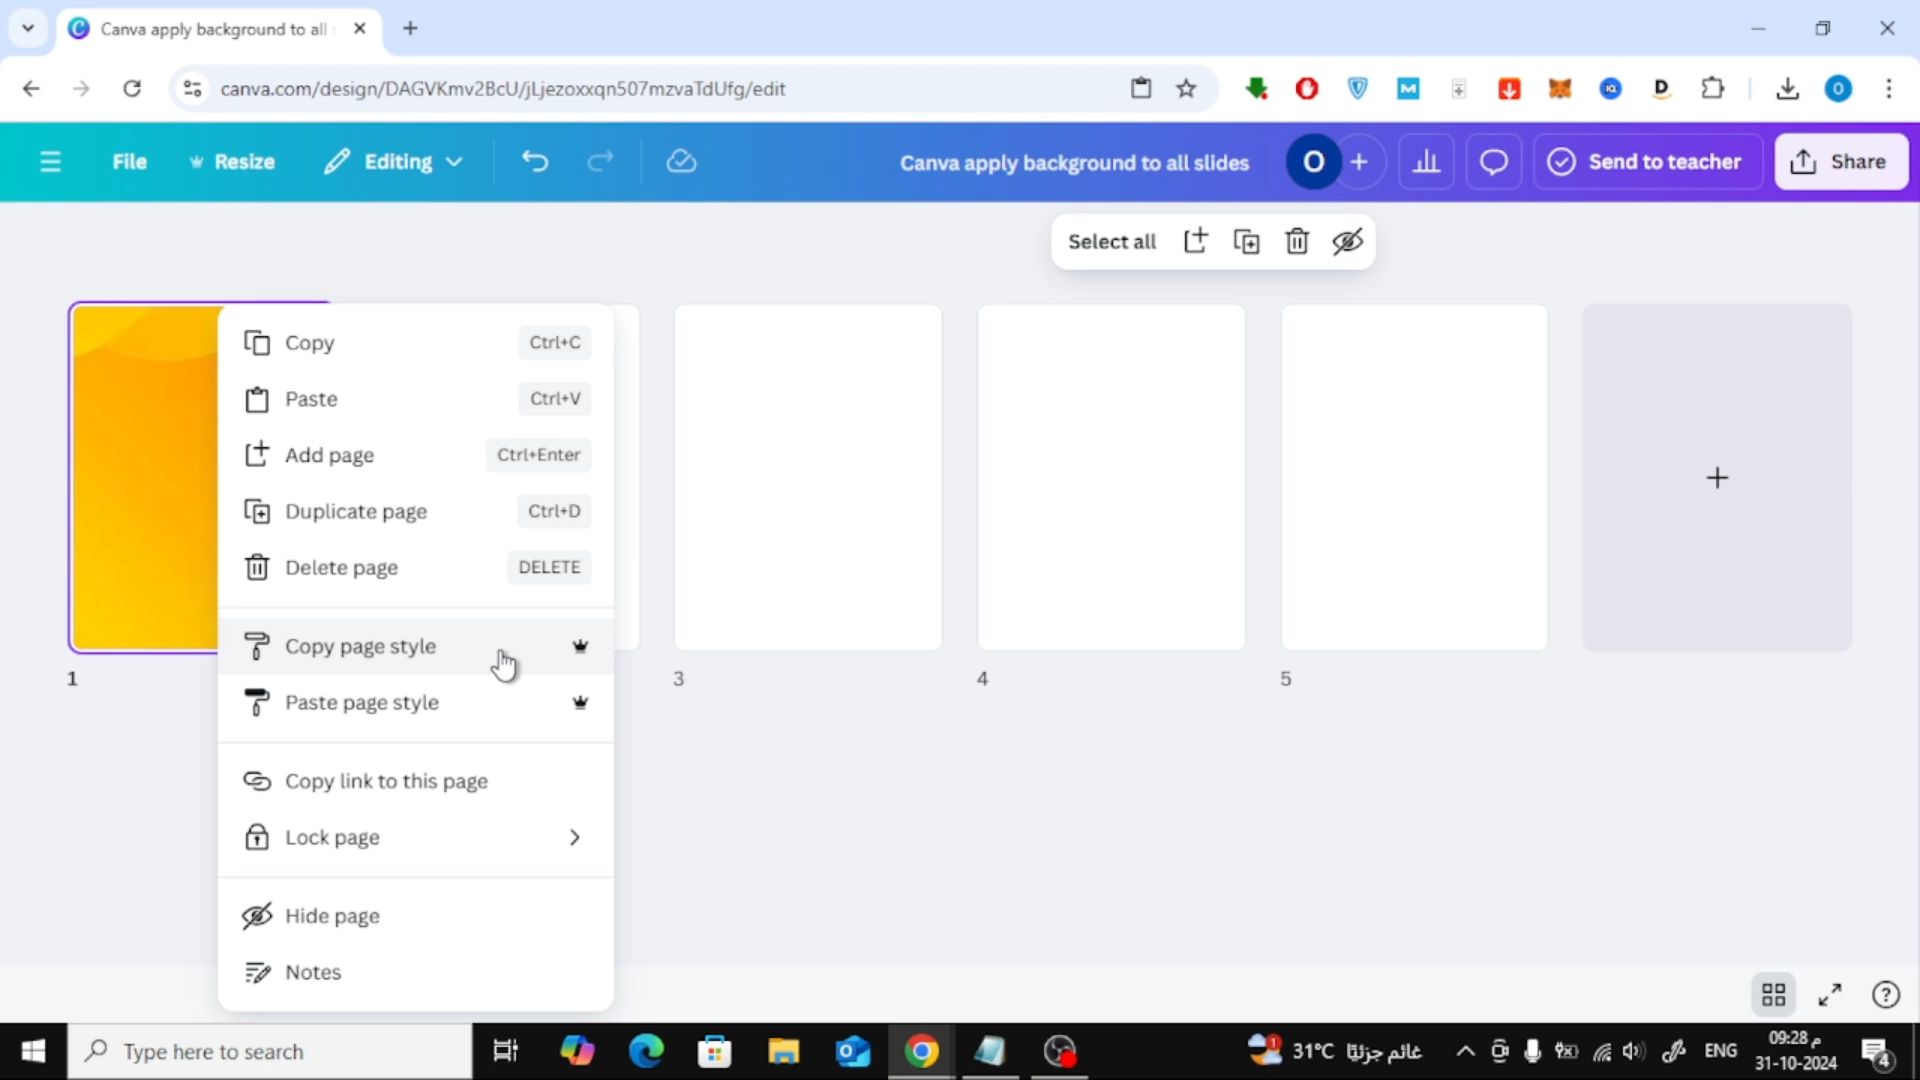 Canva apply background to all
canva.com/design/DAGVKmv2BcU/jLjezoxxqn507mzvaTdUfg/edit
File
Resize
Editing
Canva apply background to all slides
O
Send to teacher
Share
Select all
Copy Ctrl+C
Paste Ctrl+V
Add page Ctrl+Enter
Duplicate page Ctrl+D
Delete page DELETE
Copy page style
Paste page style
Copy link to this page
Lock page
Hide page
Notes
1
3
4
5
Type here to search
31°C غائم جزئيًا
ENG
09:28 م
31-10-2024
4